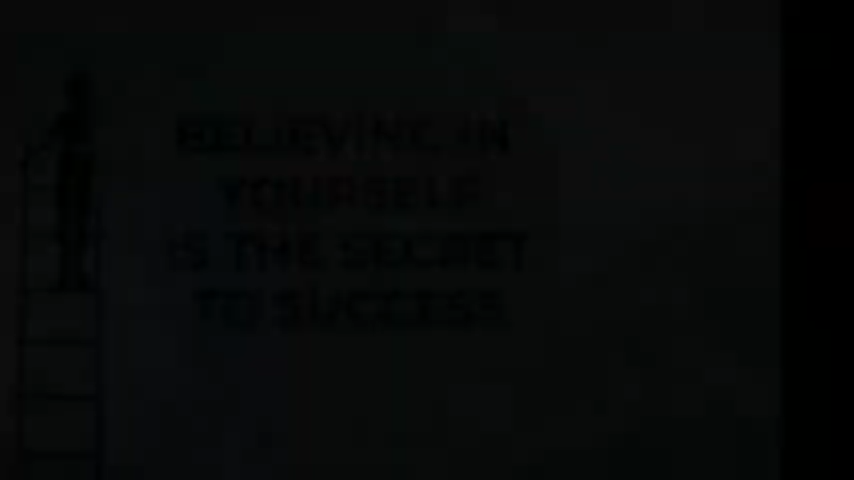 BELIEVING IN
YOURSELF
IS THE SECRET
TO SUCCESS